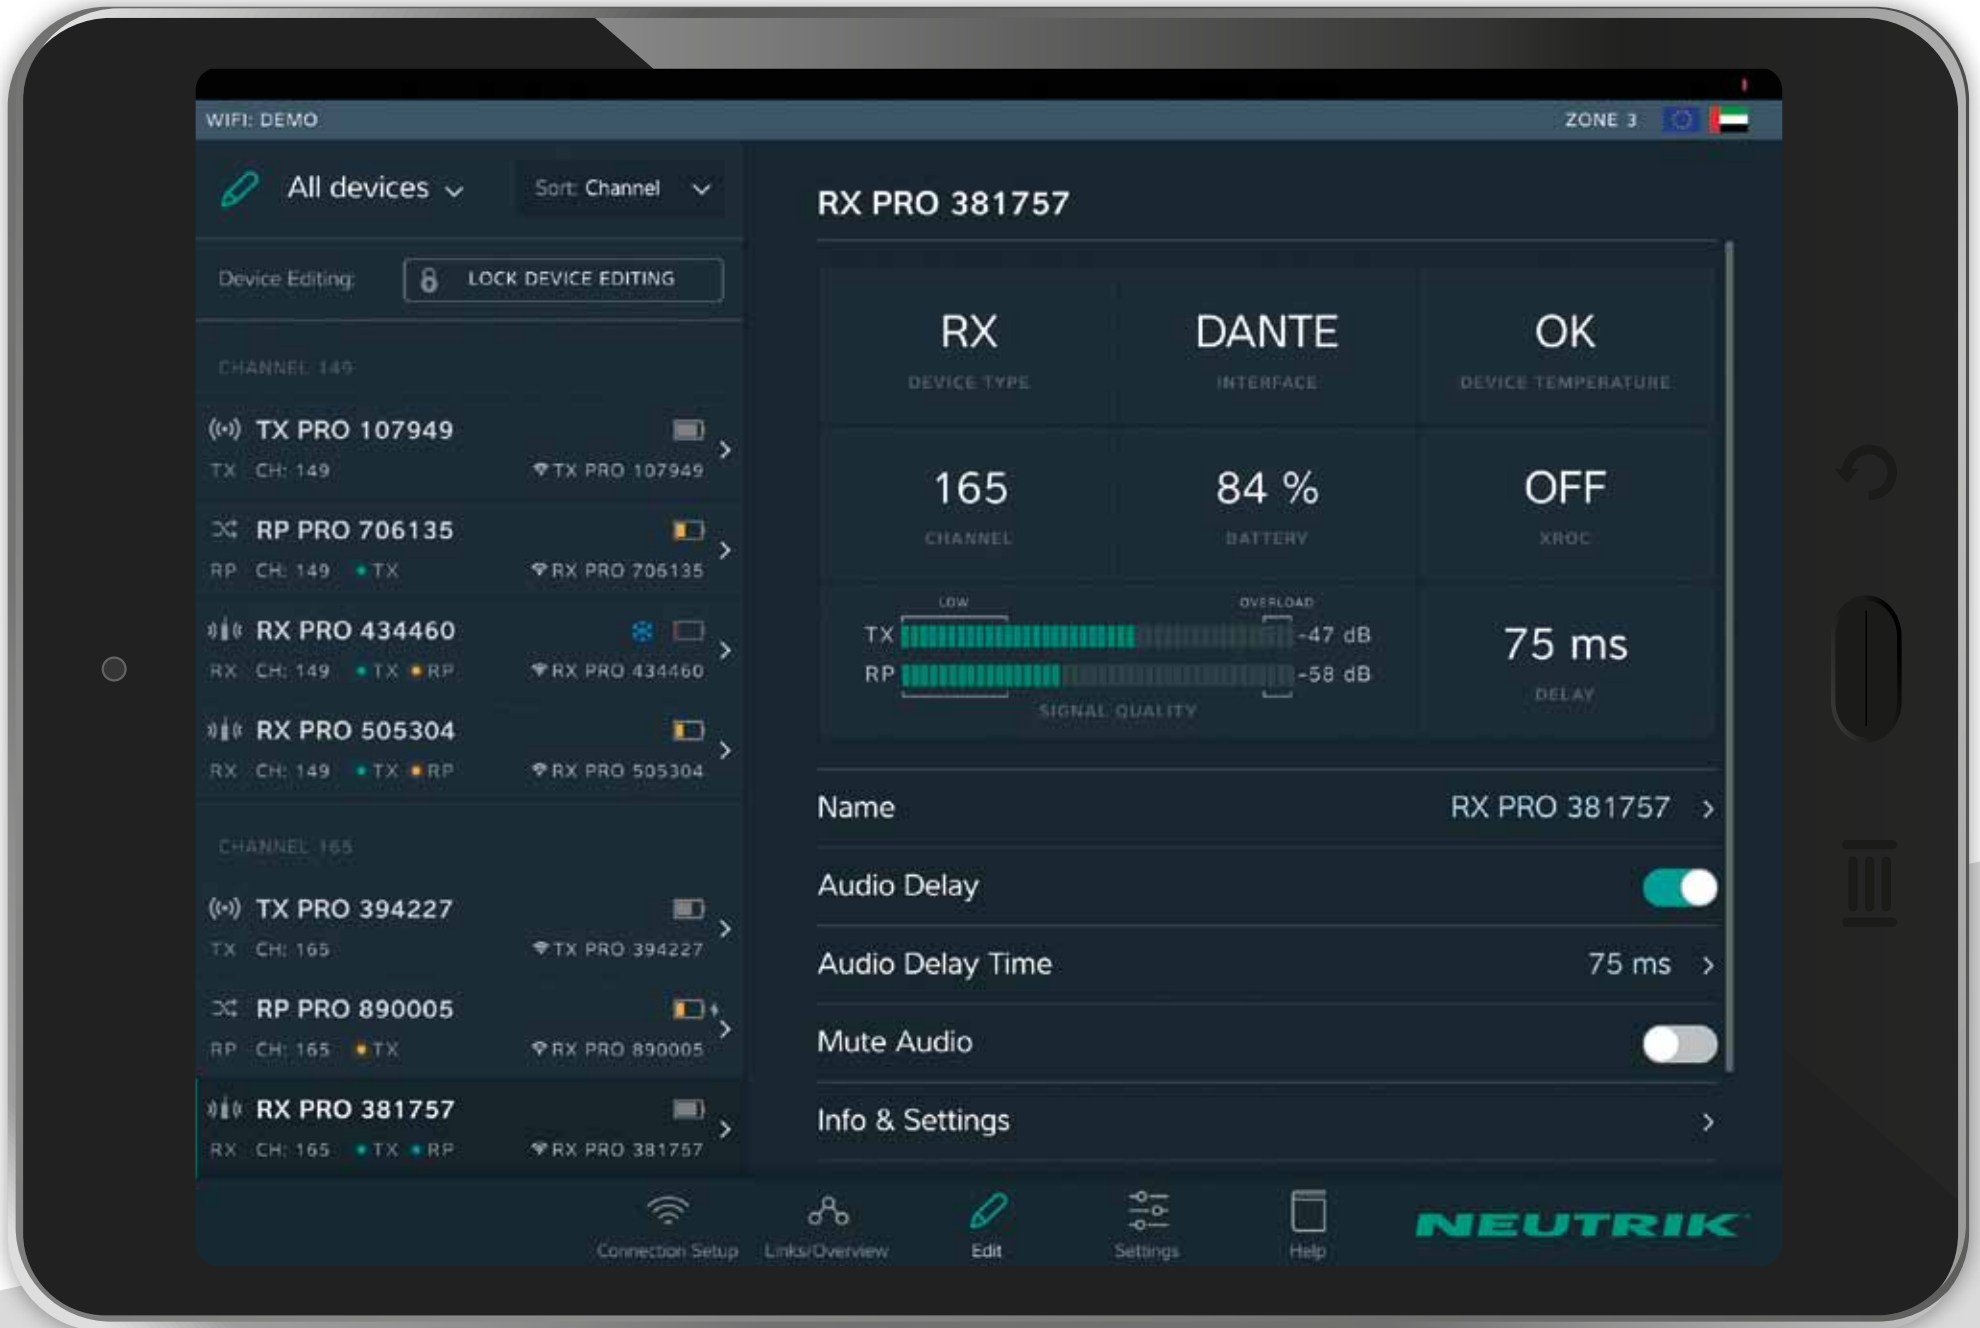 WIFI: DEMO
ZONE 3
All devices
Sort: Channel
Device Editing:
LOCK DEVICE EDITING
CHANNEL 149
TX PRO 107949
TX CH: 149
TX PRO 107949
RP PRO 706135
RP CH: 149 TX
RX PRO 706135
RX PRO 434460
RX CH: 149 TX RP
RX PRO 434460
RX PRO 505304
RX CH: 149 TX RP
RX PRO 505304
CHANNEL 165
TX PRO 394227
TX CH: 165
TX PRO 394227
RP PRO 890005
RP CH: 165 TX
RX PRO 890005
RX PRO 381757
RX CH: 165 TX RP
RX PRO 381757
RX PRO 381757
RX
DEVICE TYPE
DANTE
INTERFACE
OK
DEVICE TEMPERATURE
165
CHANNEL
84 %
BATTERY
OFF
XROC
LOW
OVERLOAD
TX -47 dB
RP -58 dB
SIGNAL QUALITY
75 ms
DELAY
Name RX PRO 381757
Audio Delay
Audio Delay Time 75 ms
Mute Audio
Info & Settings
Connection Setup
Links/Overview
Edit
Settings
Help
NEUTRIK